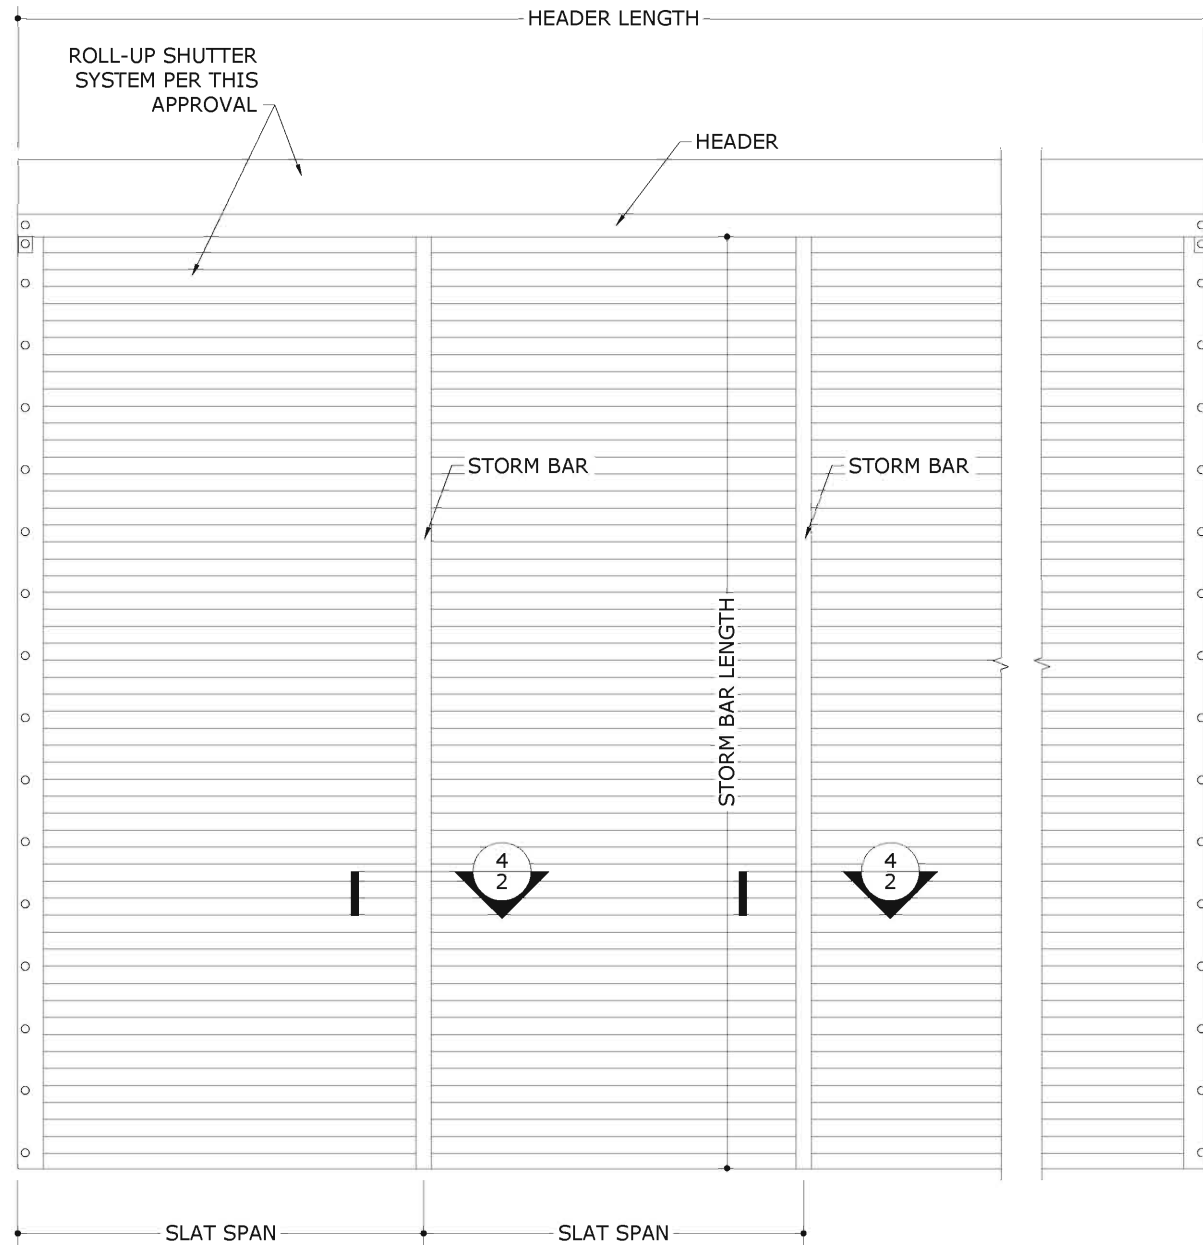 HEADER LENGTH
ROLL-UP SHUTTER
SYSTEM PER THIS
APPROVAL
HEADER
STORM BAR
STORM BAR
STORM BAR LENGTH
4
2
4
2
SLAT SPAN
SLAT SPAN